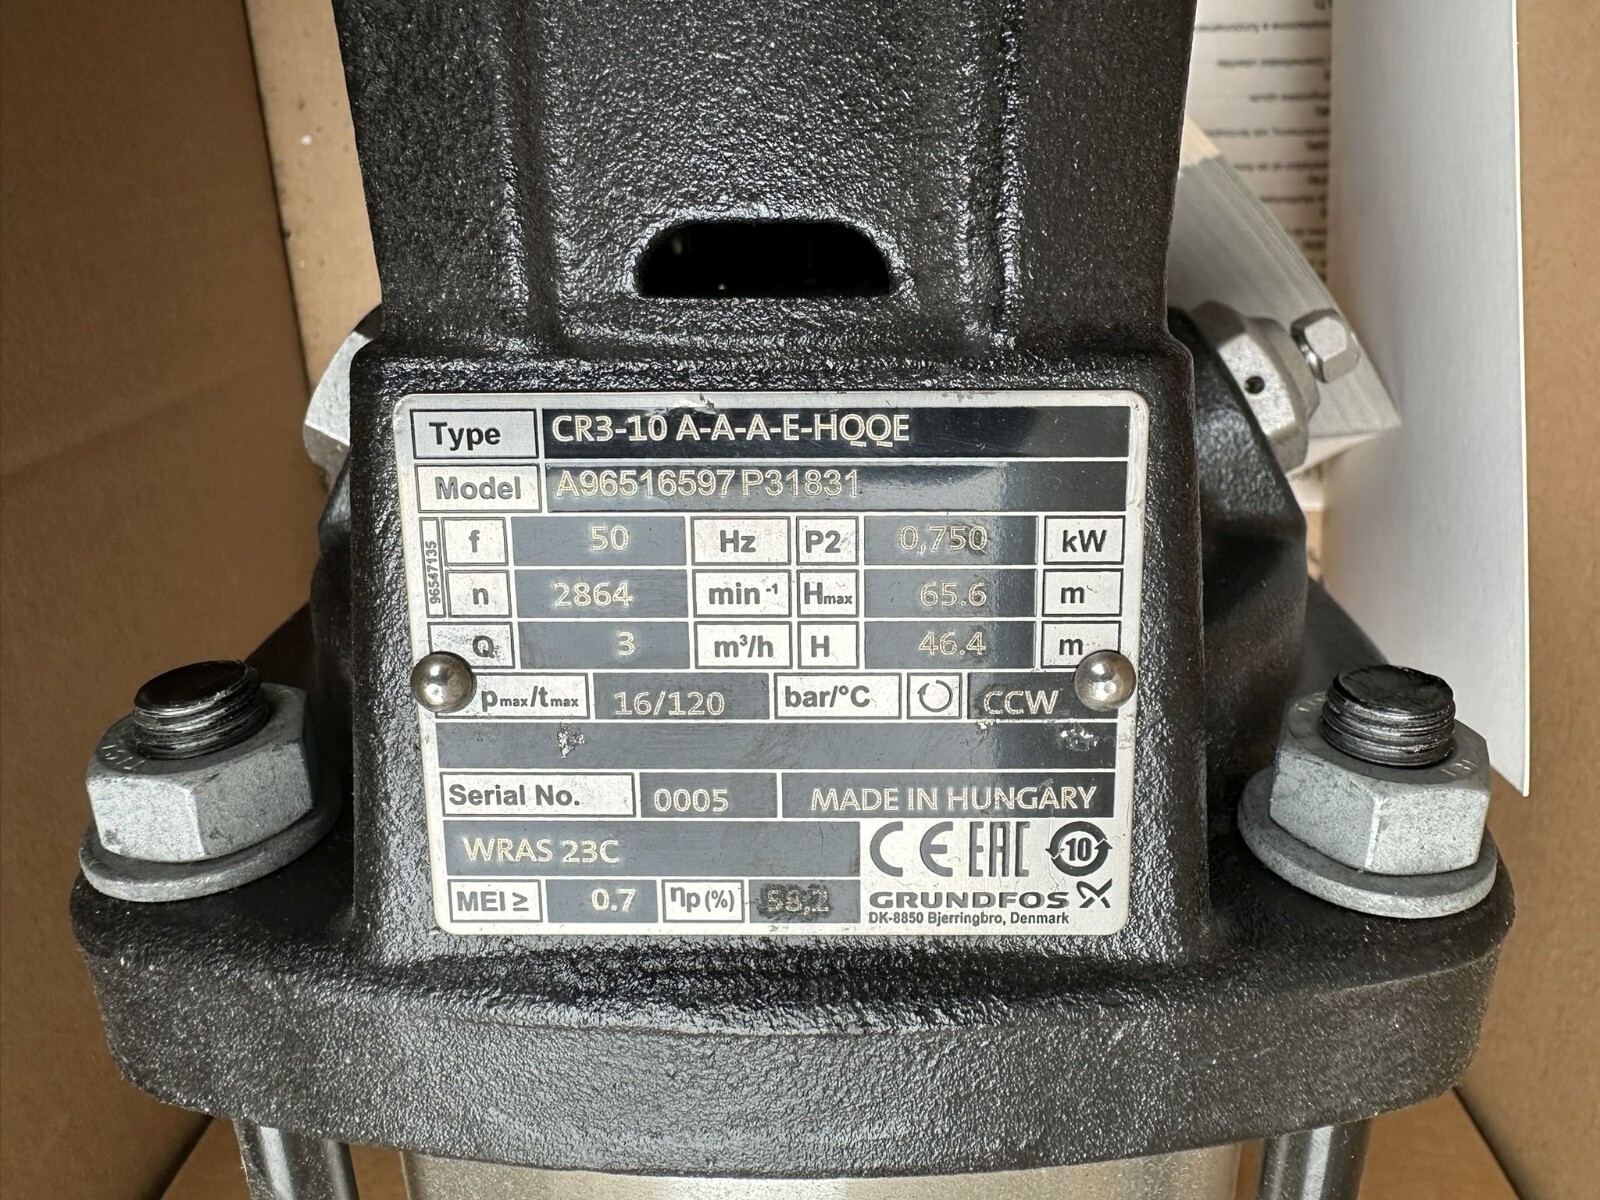 Type CR3-10 A-A-A-E-HQQE
Model A96516597 P31831
96547135
f 50 Hz P2 0,750 kW
n 2864 min-1 Hmax 65.6 m
Q 3 m³/h H 46.4 m
pmax/tmax 16/120 bar/°C CCW
Serial No. 0005 MADE IN HUNGARY
WRAS 23C CE EAC 10
MEI ≥ 0.7 ηp (%) 58,2 GRUNDFOS
DK-8850 Bjerringbro, Denmark